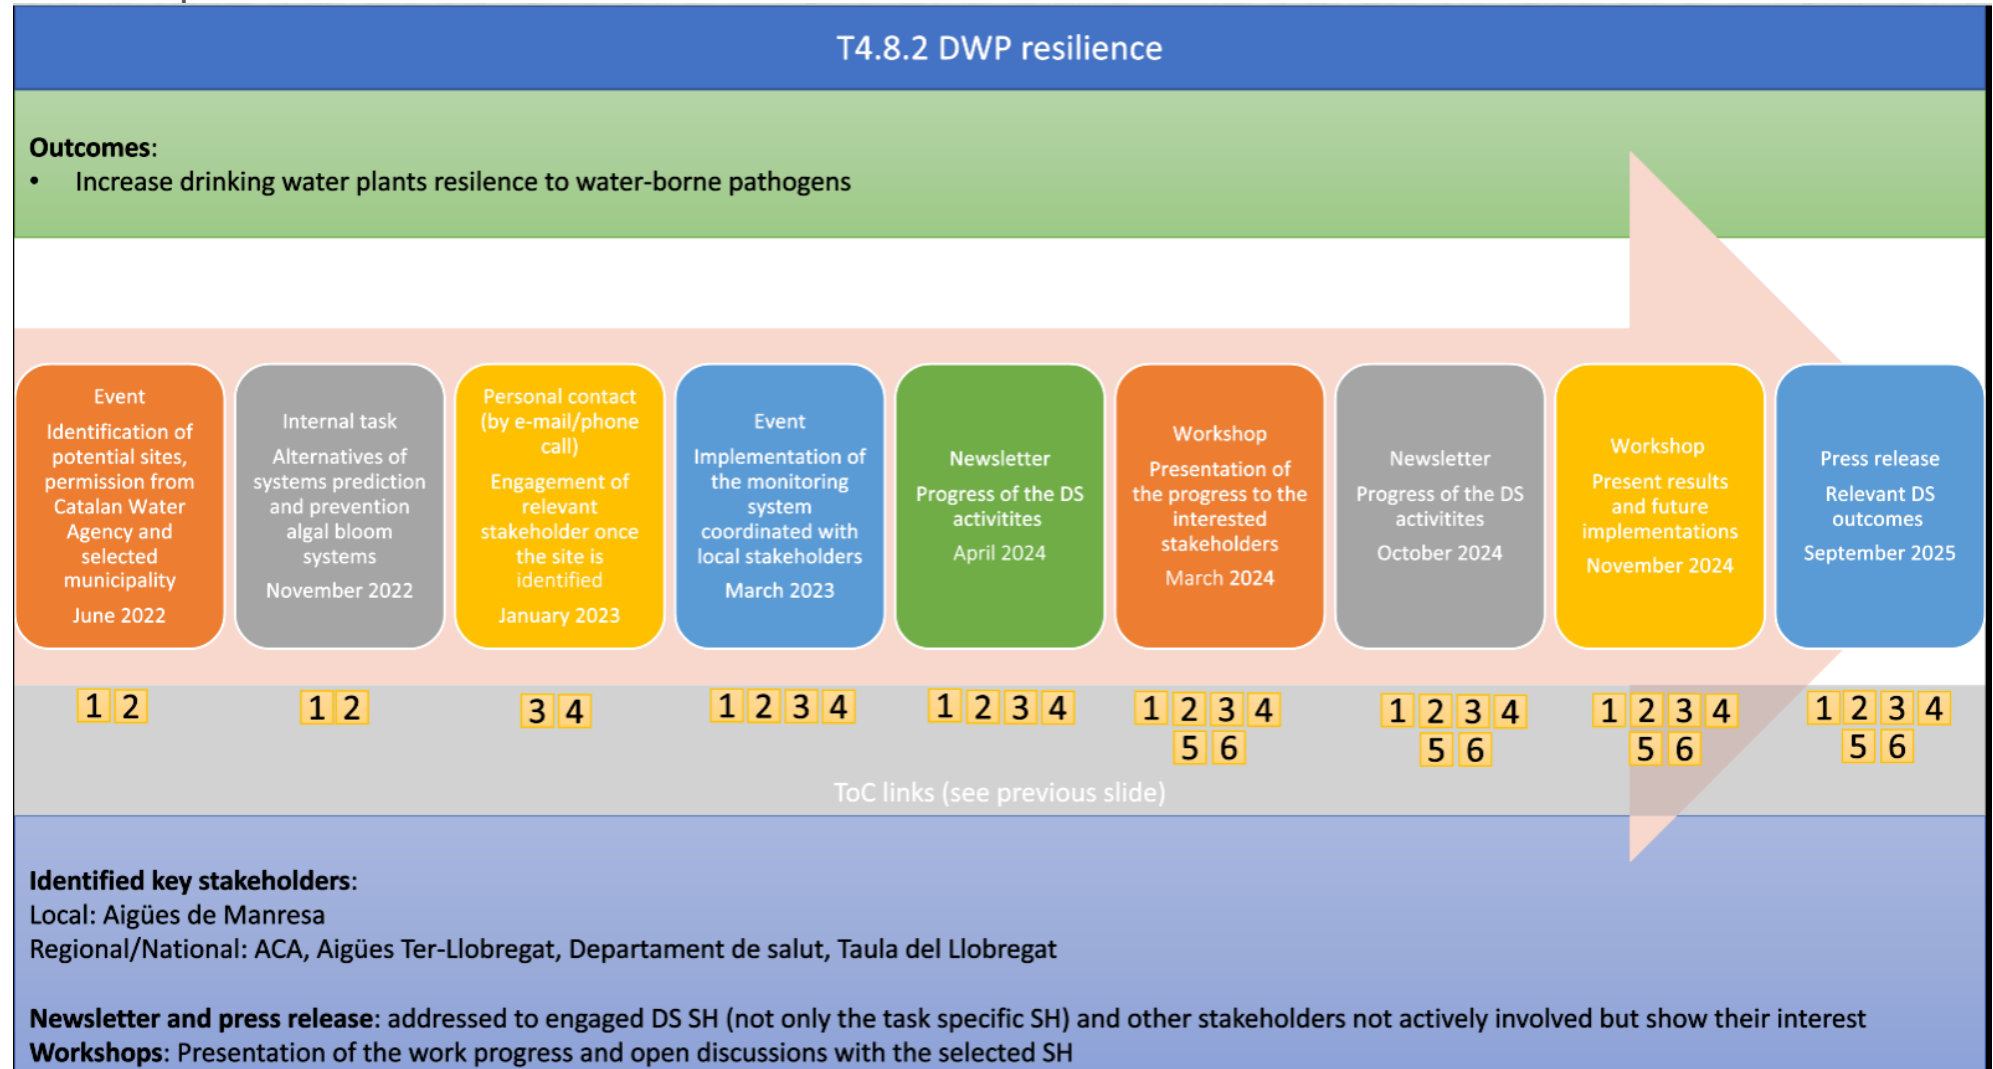 T4.8.2 DWP resilience
Outcomes:
• Increase drinking water plants resilence to water-borne pathogens
Event
Identification of
potential sites,
permission from
Catalan Water
Agency and
selected
municipality
June 2022
Internal task
Alternatives of
systems prediction
and prevention
algal bloom
systems
November 2022
Personal contact
(by e-mail/phone
call)
Engagement of
relevant
stakeholder once
the site is
identified
January 2023
Event
Implementation of
the monitoring
system
coordinated with
local stakeholders
March 2023
Newsletter
Progress of the DS
activitites
April 2024
Workshop
Presentation of
the progress to the
interested
stakeholders
March 2024
Newsletter
Progress of the DS
activitites
October 2024
Workshop
Present results
and future
implementations
November 2024
Press release
Relevant DS
outcomes
September 2025
1 2
1 2
3 4
1 2 3 4
1 2 3 4
1 2 3 4
5 6
1 2 3 4
5 6
1 2 3 4
5 6
1 2 3 4
5 6
ToC links (see previous slide)
Identified key stakeholders:
Local: Aigües de Manresa
Regional/National: ACA, Aigües Ter-Llobregat, Departament de salut, Taula del Llobregat
Newsletter and press release: addressed to engaged DS SH (not only the task specific SH) and other stakeholders not actively involved but show their interest
Workshops: Presentation of the work progress and open discussions with the selected SH